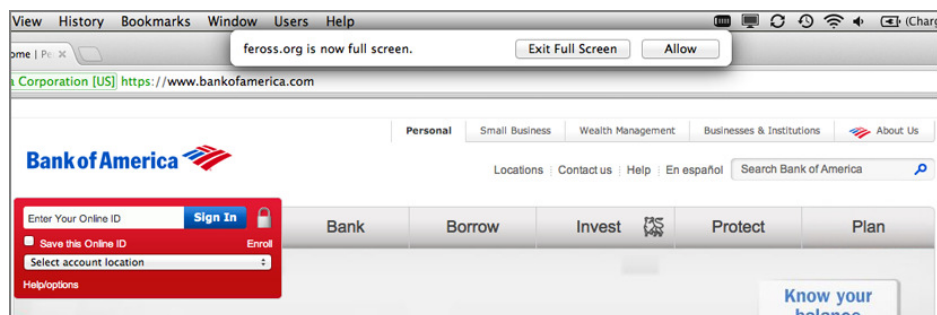 View History Bookmarks Window Users Help (Charg
feross.org is now full screen. Exit Full Screen Allow
ome | Pe
a Corporation [US] https://www.bankofamerica.com
Personal Small Business Wealth Management Businesses & Institutions About Us
Bank of America
Locations Contact us Help En español Search Bank of America
Enter Your Online ID Sign In
Bank Borrow Invest Protect Plan
Save this Online ID Enroll
Select account location
Help/options
Know your
balance